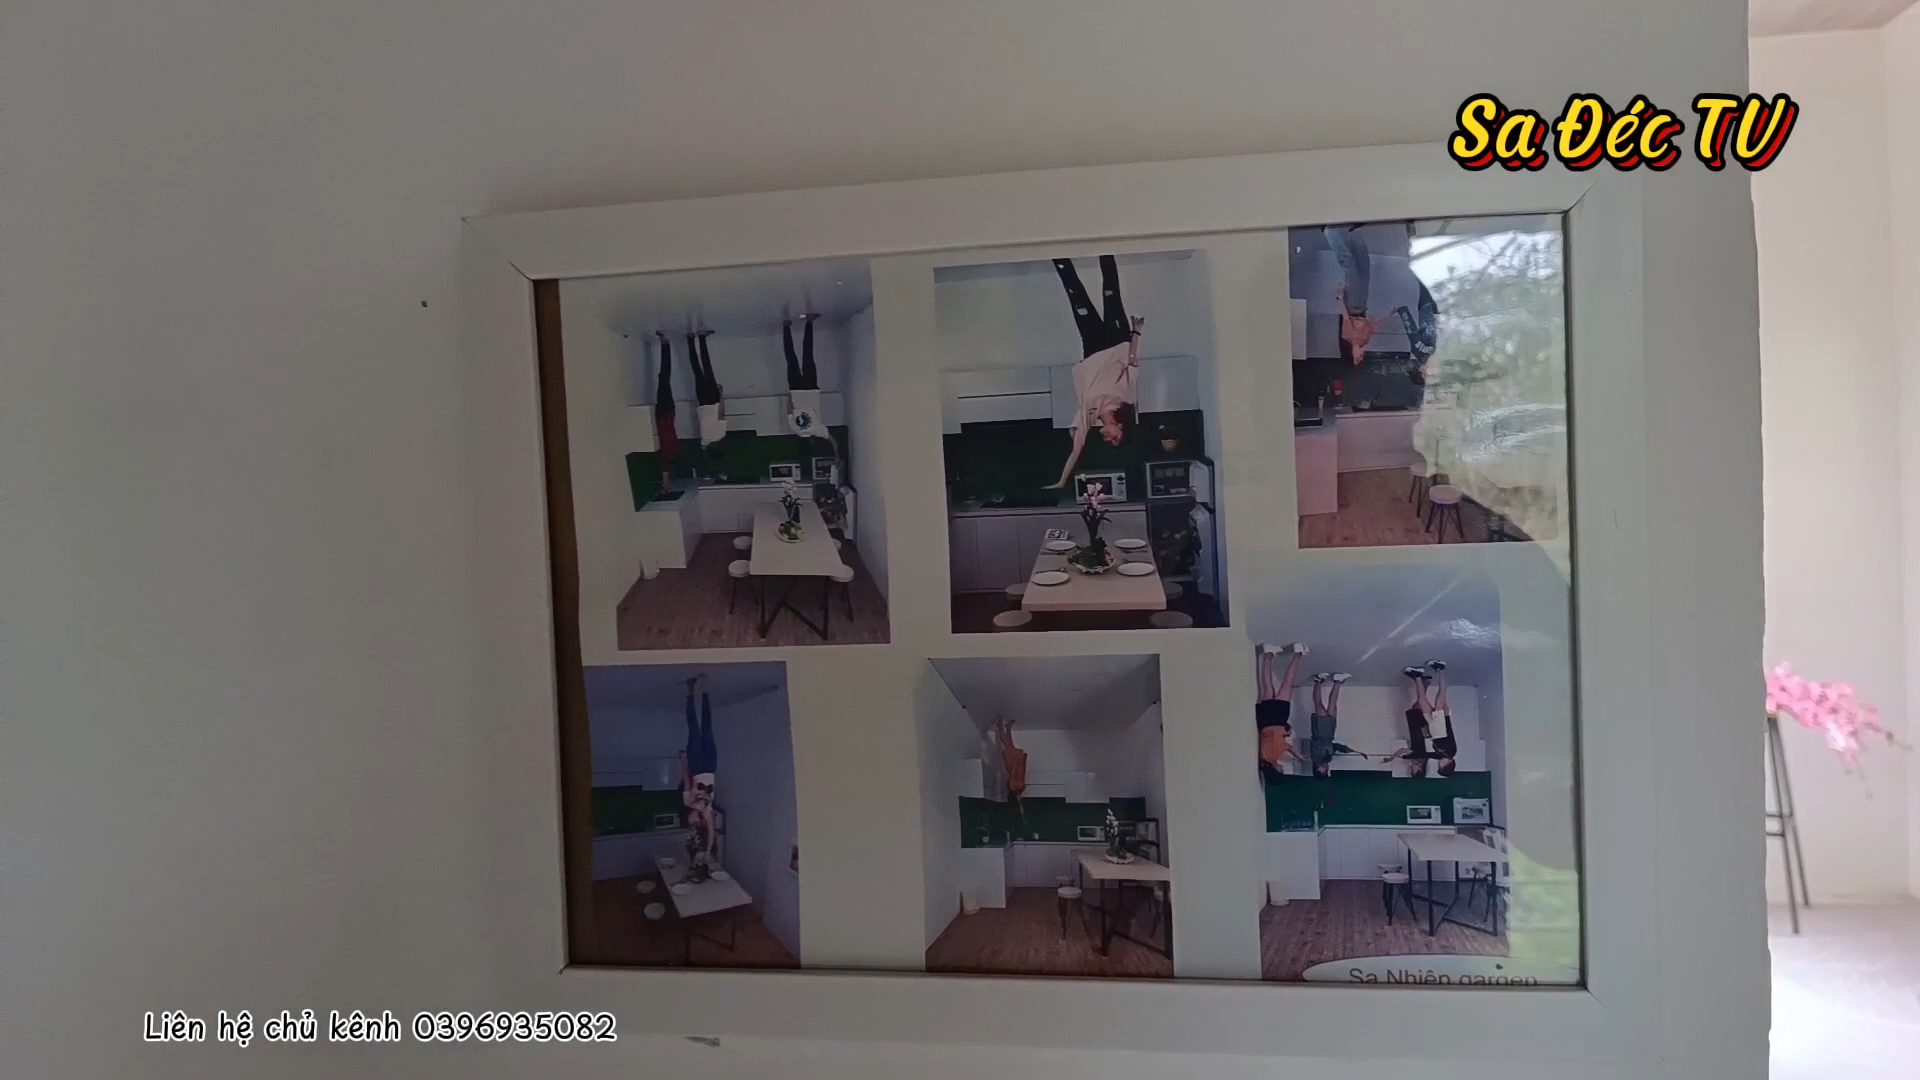 Sa Đéc TV
Sa Nhiên garden
Liên hệ chủ kênh 0396935082